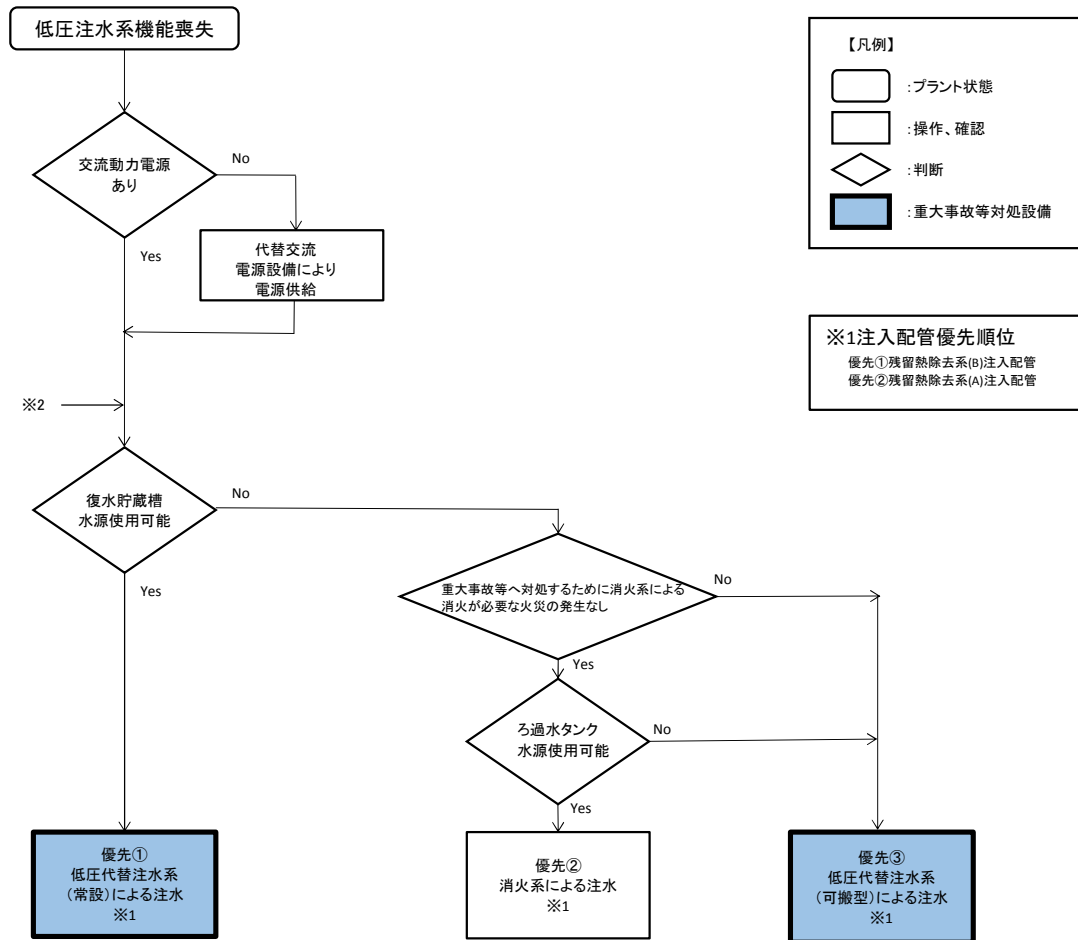 低圧注水系機能喪失
交流動力電源
あり
No
Yes
代替交流
電源設備により
電源供給
※2
復水貯蔵槽
水源使用可能
No
Yes
重大事故等へ対処するために消火系による
消火が必要な火災の発生なし
No
Yes
ろ過水タンク
水源使用可能
No
Yes
優先①
低圧代替注水系
（常設）による注水
※1
優先②
消火系による注水
※1
優先③
低圧代替注水系
（可搬型）による注水
※1
【凡例】
：プラント状態
：操作、確認
：判断
：重大事故等対処設備
※1注入配管優先順位
優先①残留熱除去系(B)注入配管
優先②残留熱除去系(A)注入配管